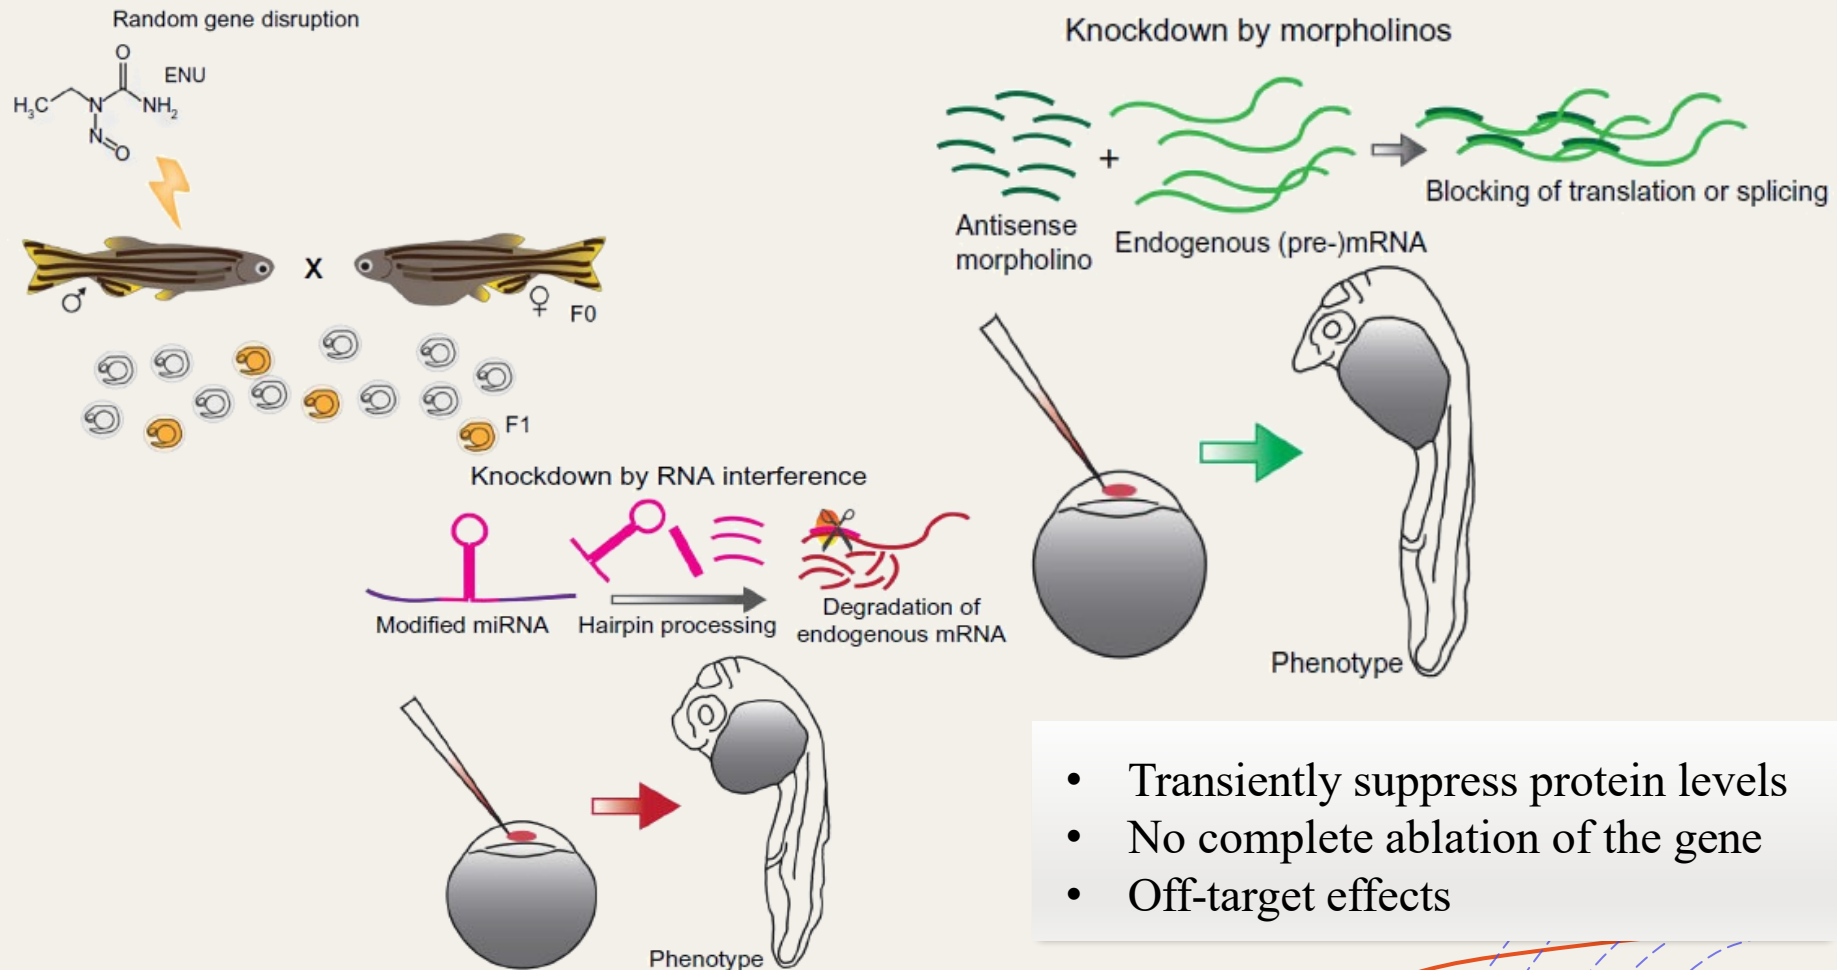 Random gene disruption
O
ENU
H₃C
N
NH₂
N
O
X
♂
♀
F0
F1
Knockdown by RNA interference
Modified miRNA
Hairpin processing
Degradation of
endogenous mRNA
Phenotype
Knockdown by morpholinos
+
Antisense
morpholino
Endogenous (pre-)mRNA
Blocking of translation or splicing
Phenotype
• Transiently suppress protein levels
• No complete ablation of the gene
• Off-target effects